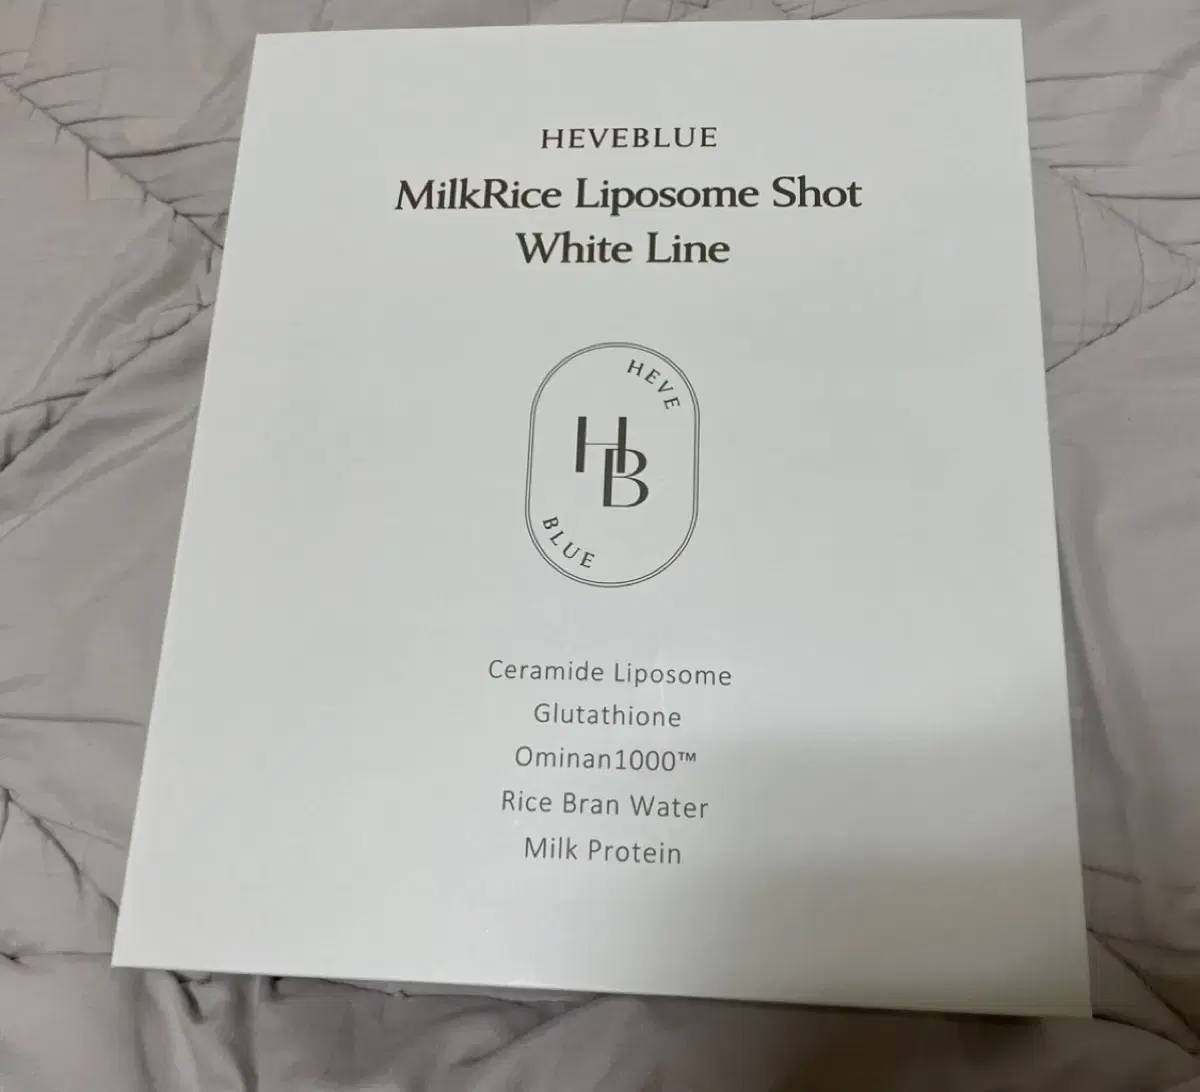 HEVEBLUE
MilkRice Liposome Shot
White Line
HEVE
HB
BLUE
Ceramide Liposome
Glutathione
Ominan1000™
Rice Bran Water
Milk Protein